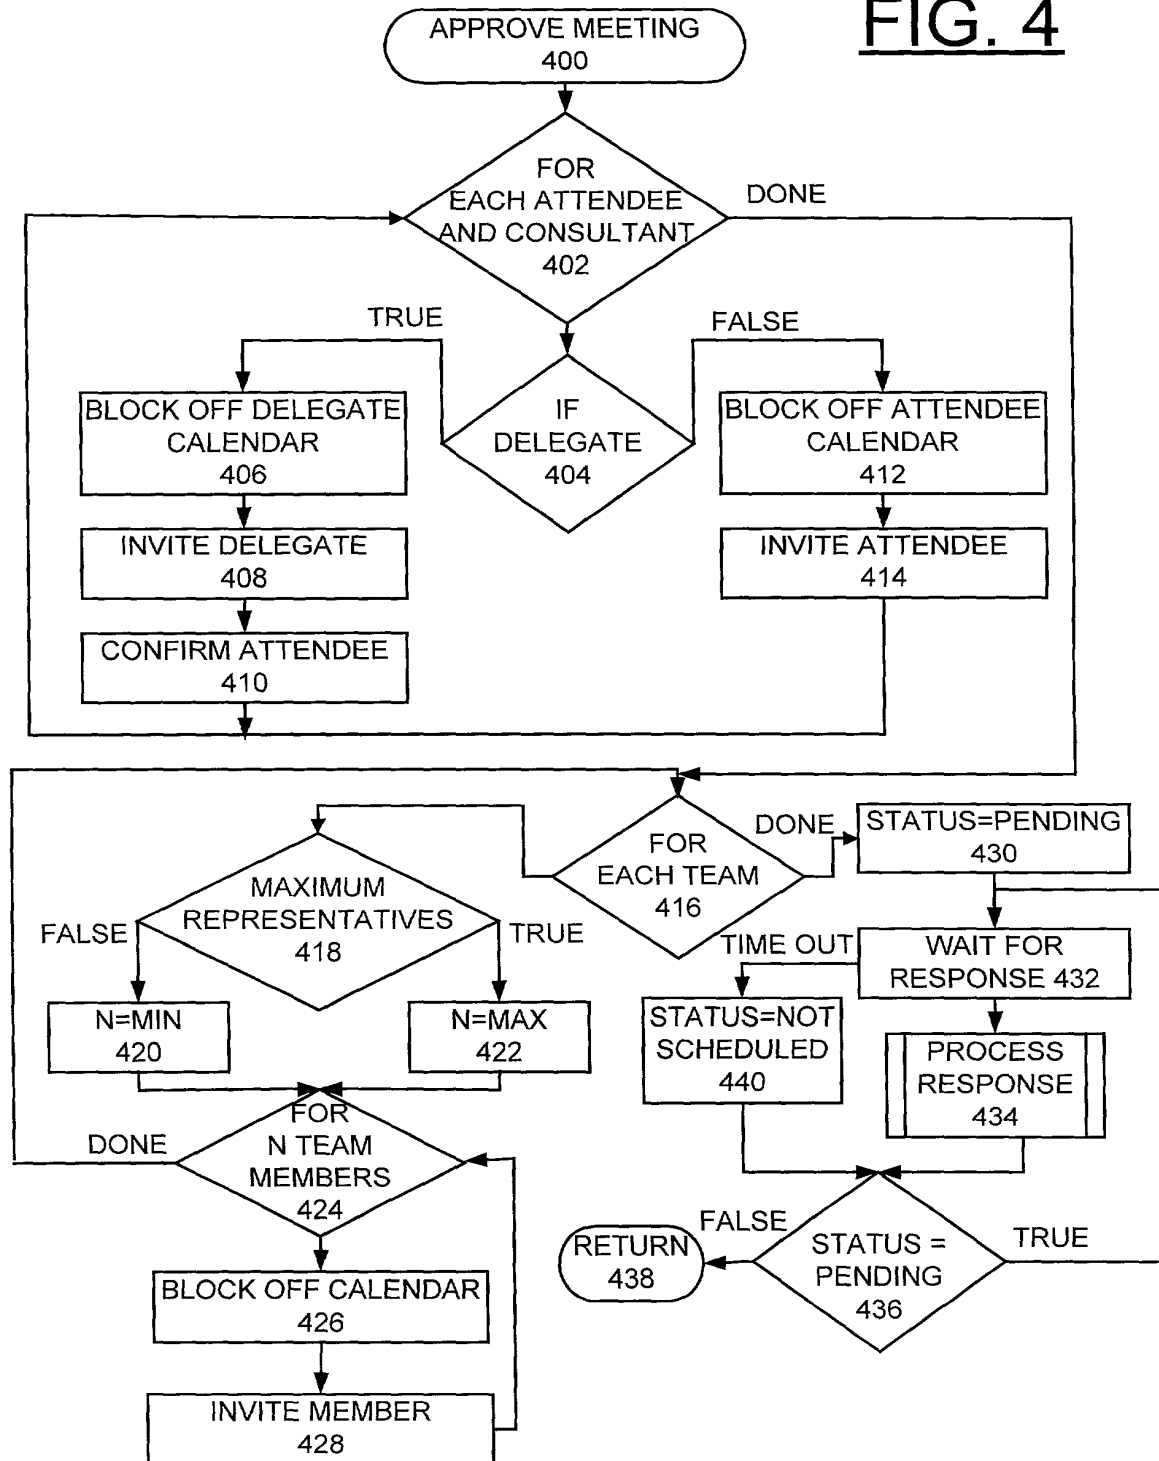 FIG. 4
APPROVE MEETING
400
FOR
EACH ATTENDEE
AND CONSULTANT
402
DONE
TRUE
FALSE
BLOCK OFF DELEGATE
CALENDAR
406
IF
DELEGATE
404
BLOCK OFF ATTENDEE
CALENDAR
412
INVITE DELEGATE
408
INVITE ATTENDEE
414
CONFIRM ATTENDEE
410
FOR
EACH TEAM
416
DONE
STATUS=PENDING
430
MAXIMUM
REPRESENTATIVES
418
FALSE
TRUE
TIME OUT
WAIT FOR
RESPONSE 432
N=MIN
420
N=MAX
422
STATUS=NOT
SCHEDULED
440
PROCESS
RESPONSE
434
FOR
N TEAM
MEMBERS
424
DONE
FALSE
TRUE
RETURN
438
STATUS =
PENDING
436
BLOCK OFF CALENDAR
426
INVITE MEMBER
428